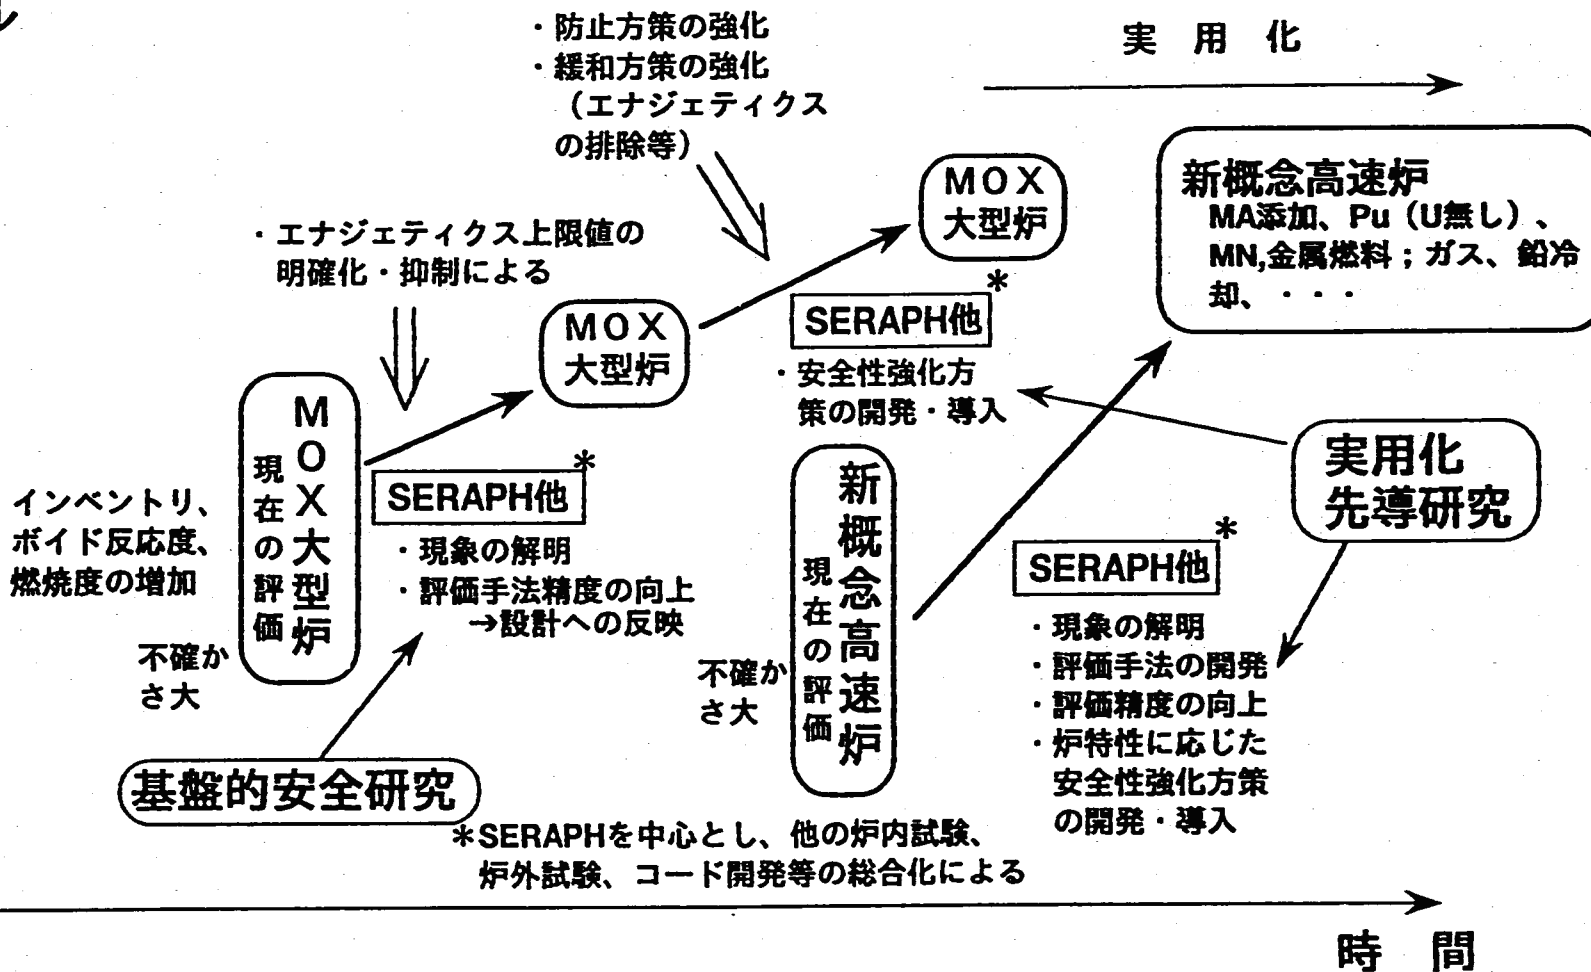 ・防止方策の強化
・緩和方策の強化
（エナジェティクス
の排除等）
実 用 化
・エナジェティクス上限値の
明確化・抑制による
MOX
大型炉
新概念高速炉
MA添加、Pu（U無し）、
MN,金属燃料；ガス、鉛冷
却、・・・
MOX
大型炉
SERAPH他*
・安全性強化方
策の開発・導入
MOX大型炉
現在の評価
インベントリ、
ボイド反応度、
燃焼度の増加
不確か
さ大
SERAPH他*
・現象の解明
・評価手法精度の向上
→設計への反映
基盤的安全研究
新概念高速炉
現在の評価
不確か
さ大
実用化
先導研究
SERAPH他*
・現象の解明
・評価手法の開発
・評価精度の向上
・炉特性に応じた
安全性強化方策
の開発・導入
*SERAPHを中心とし、他の炉内試験、
炉外試験、コード開発等の総合化による
時 間